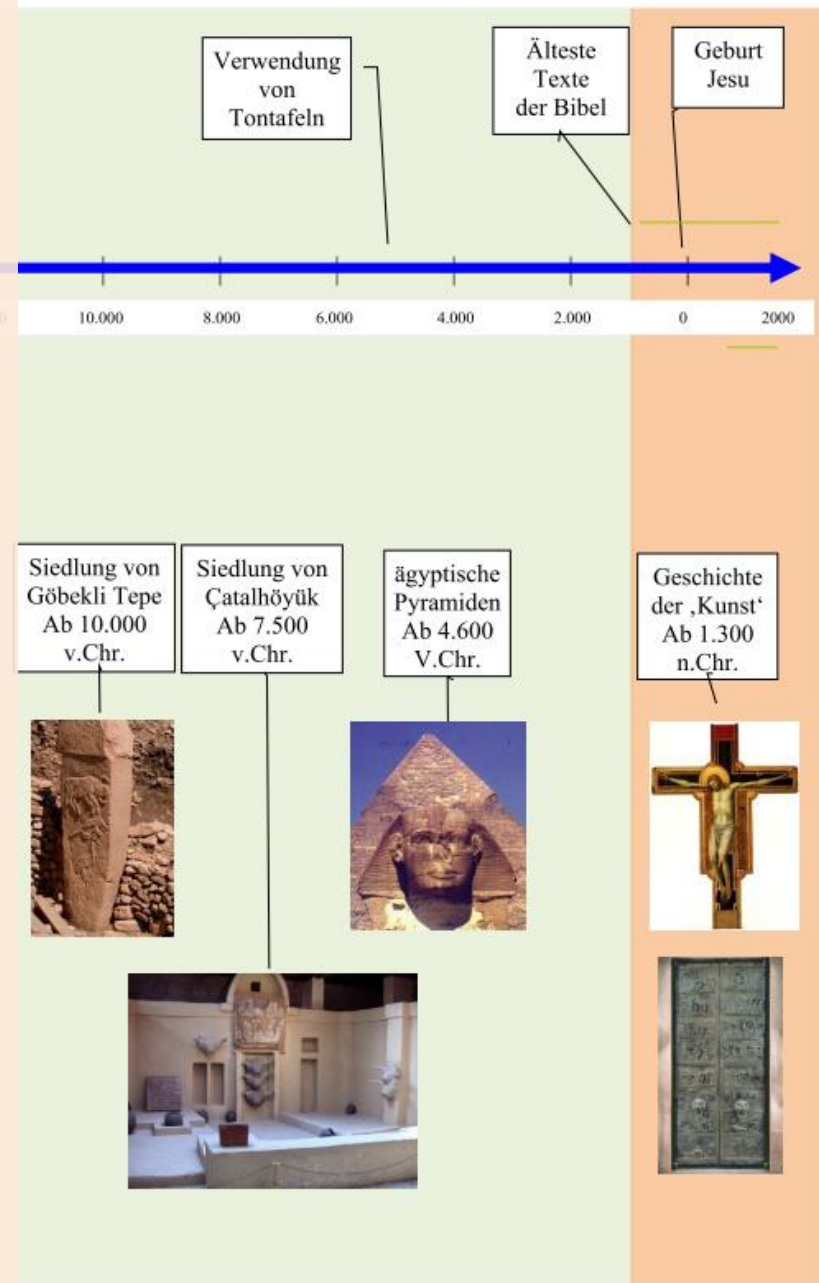 Verwendung
von
Tontafeln
Älteste
Texte
der Bibel
Geburt
Jesu
0 10.000 8.000 6.000 4.000 2.000 0 2000
Siedlung von
Göbekli Tepe
Ab 10.000
v.Chr.
Siedlung von
Çatalhöyük
Ab 7.500
v.Chr.
ägyptische
Pyramiden
Ab 4.600
V.Chr.
Geschichte
der ‚Kunst‘
Ab 1.300
n.Chr.